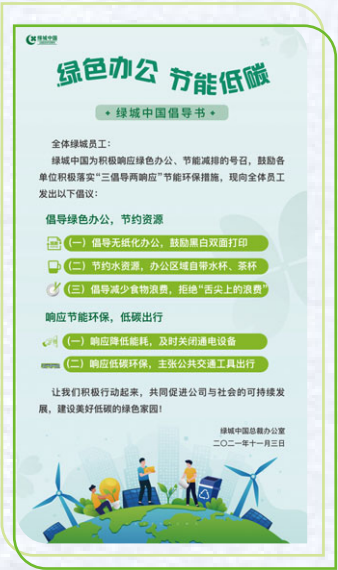 绿城中国
绿色办公 节能低碳
绿城中国倡导书
全体绿城员工：
绿城中国为积极响应绿色办公、节能减排的号召，鼓励各
单位积极落实“三倡导两响应”节能环保措施，现向全体员工
发出以下倡议：
倡导绿色办公，节约资源
（一）倡导无纸化办公，鼓励黑白双面打印
（二）节约水资源，办公区域自带水杯、茶杯
（三）倡导减少食物浪费，拒绝“舌尖上的浪费”
响应节能环保，低碳出行
（一）响应降低能耗，及时关闭通电设备
（二）响应低碳环保，主张公共交通工具出行
让我们积极行动起来，共同促进公司与社会的可持续发
展，建设美好低碳的绿色家园！
绿城中国总裁办公室
二〇二一年十一月三日